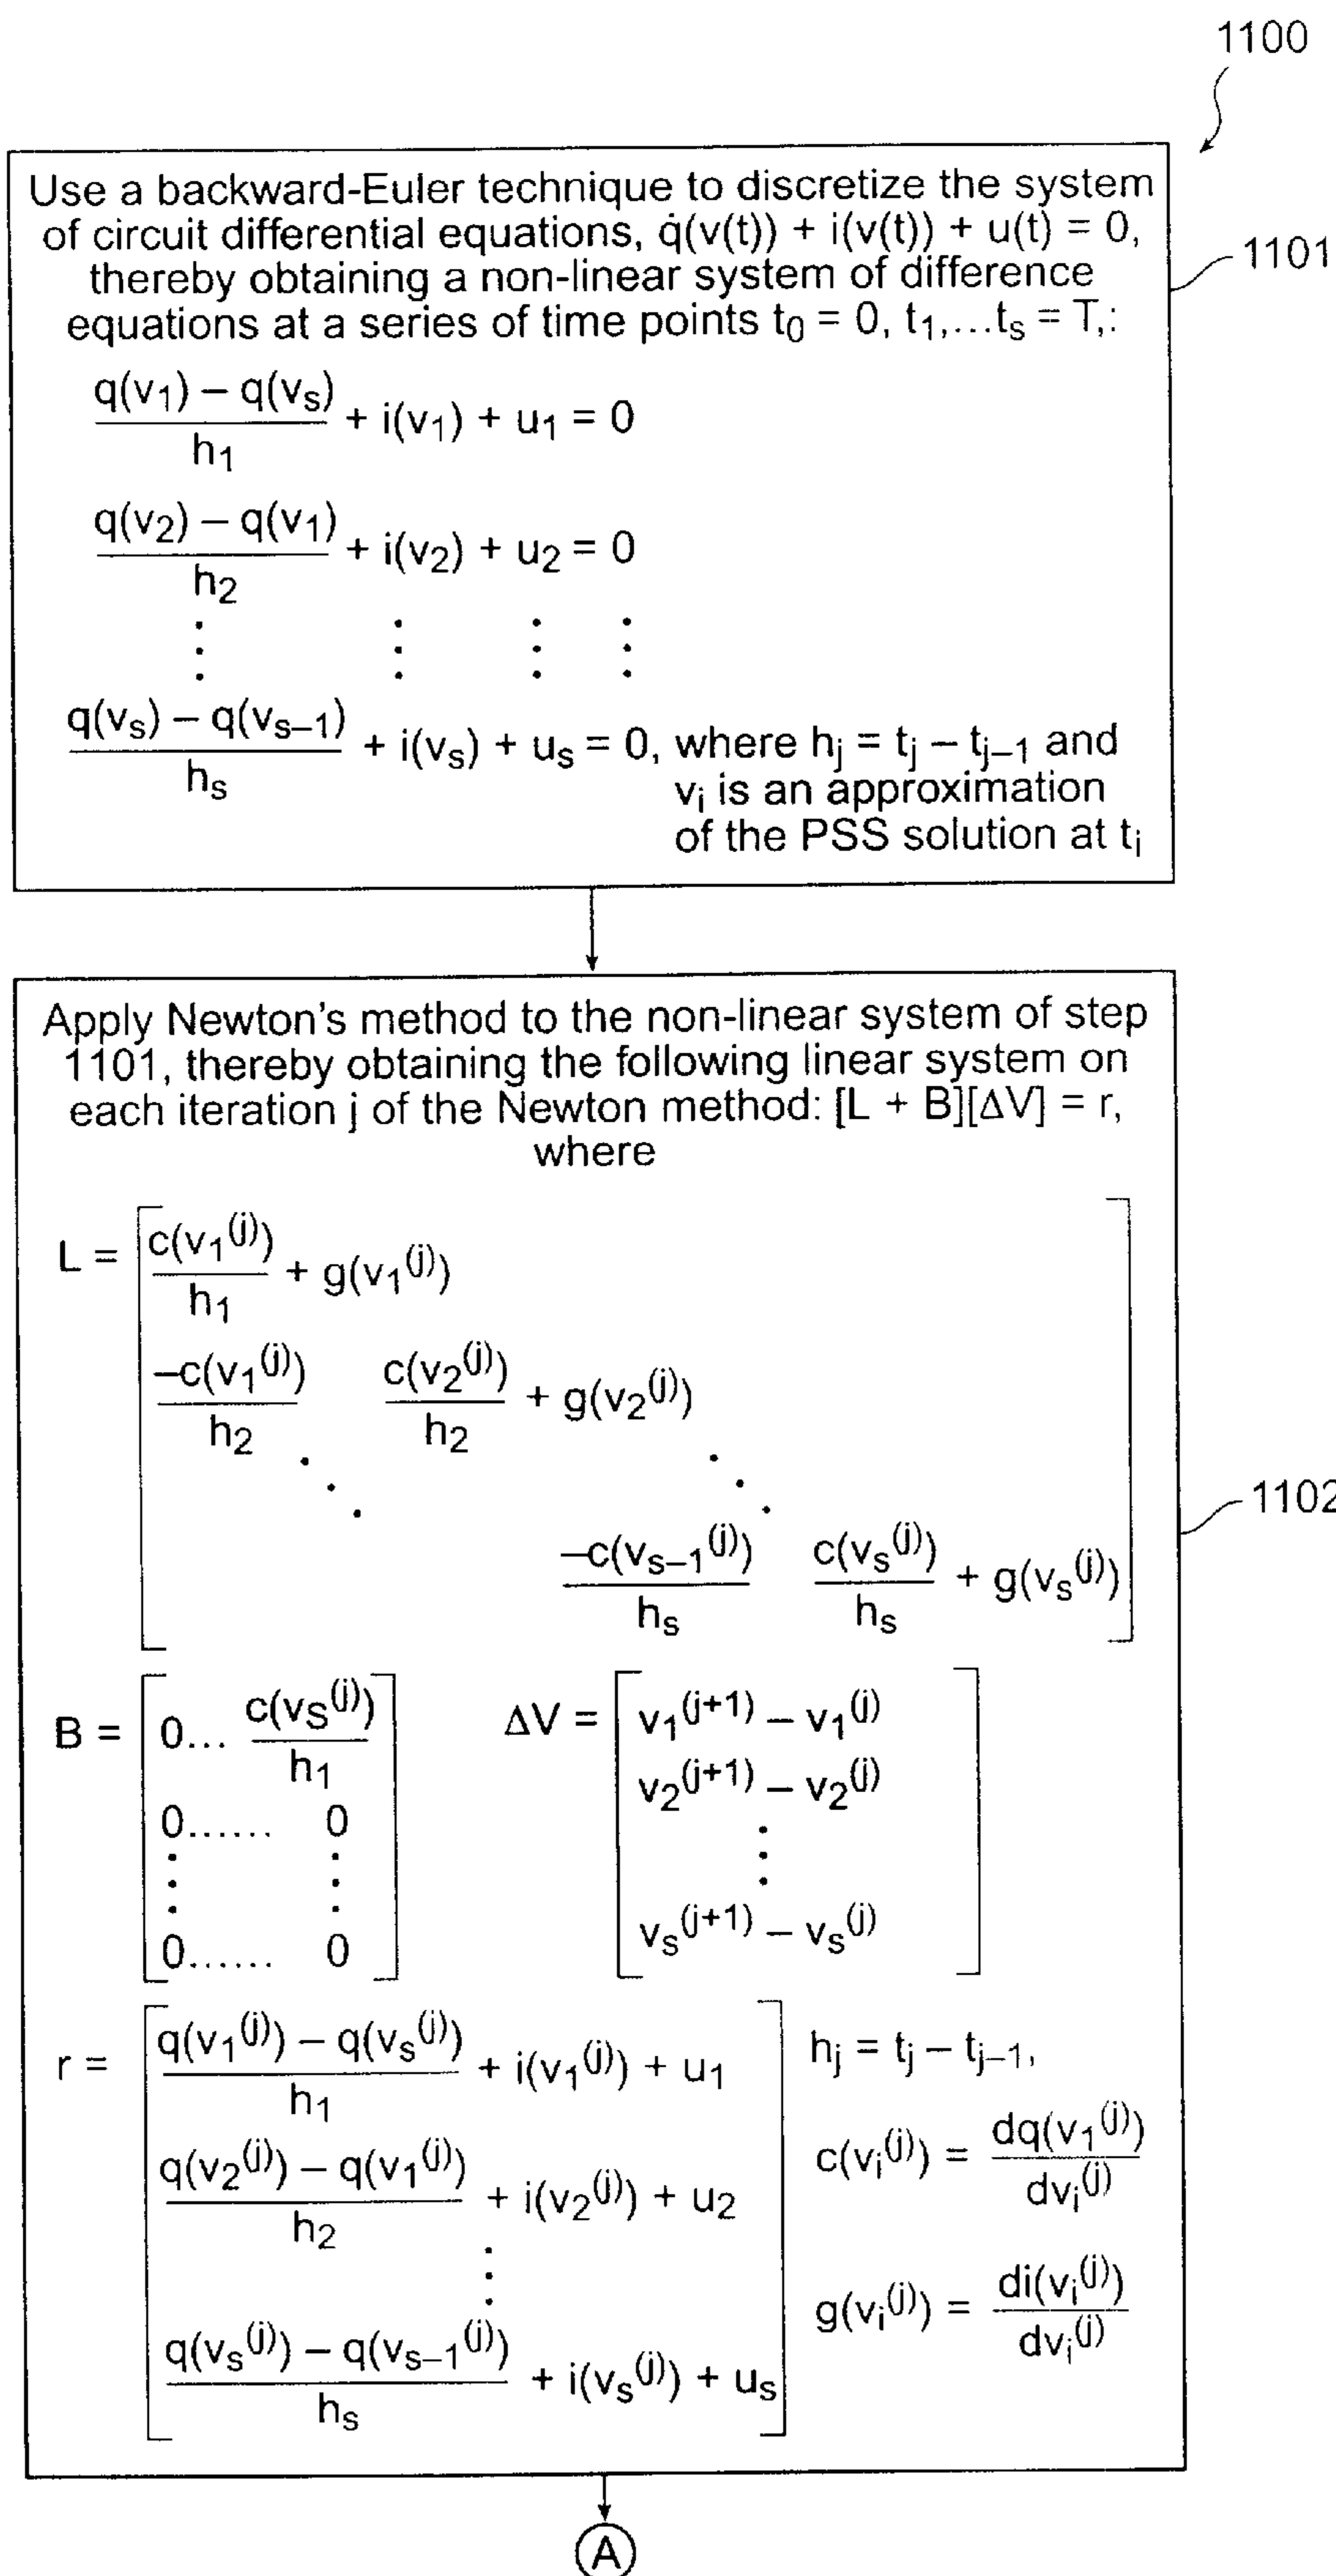 1100
Use a backward-Euler technique to discretize the system
of circuit differential equations, q̇(v(t)) + i(v(t)) + u(t) = 0,
thereby obtaining a non-linear system of difference
equations at a series of time points t₀ = 0, t₁,...tₛ = T,:
1101
q(v₁) – q(vₛ) / h₁ + i(v₁) + u₁ = 0
q(v₂) – q(v₁) / h₂ + i(v₂) + u₂ = 0
⋮ ⋮ ⋮ ⋮
q(vₛ) – q(vₛ₋₁) / hₛ + i(vₛ) + uₛ = 0, where hⱼ = tⱼ – tⱼ₋₁ and
vᵢ is an approximation
of the PSS solution at tᵢ
Apply Newton's method to the non-linear system of step
1101, thereby obtaining the following linear system on
each iteration j of the Newton method: [L + B][ΔV] = r,
where
L = [ c(v₁⁽ʲ⁾) / h₁ + g(v₁⁽ʲ⁾)
–c(v₁⁽ʲ⁾) / h₂ c(v₂⁽ʲ⁾) / h₂ + g(v₂⁽ʲ⁾)
⋱ ⋱
–c(vₛ₋₁⁽ʲ⁾) / hₛ c(vₛ⁽ʲ⁾) / hₛ + g(vₛ⁽ʲ⁾) ]
1102
B = [ 0... c(v_S⁽ʲ⁾) / h₁
0...... 0
⋮ ⋮
0...... 0 ]
ΔV = [ v₁⁽ʲ⁺¹⁾ – v₁⁽ʲ⁾
v₂⁽ʲ⁺¹⁾ – v₂⁽ʲ⁾
⋮
vₛ⁽ʲ⁺¹⁾ – vₛ⁽ʲ⁾ ]
r = [ q(v₁⁽ʲ⁾) – q(vₛ⁽ʲ⁾) / h₁ + i(v₁⁽ʲ⁾) + u₁
q(v₂⁽ʲ⁾) – q(v₁⁽ʲ⁾) / h₂ + i(v₂⁽ʲ⁾) + u₂
⋮
q(vₛ⁽ʲ⁾) – q(vₛ₋₁⁽ʲ⁾) / hₛ + i(vₛ⁽ʲ⁾) + uₛ ]
hⱼ = tⱼ – tⱼ₋₁,
c(vᵢ⁽ʲ⁾) = dq(v₁⁽ʲ⁾) / dvᵢ⁽ʲ⁾
g(vᵢ⁽ʲ⁾) = di(vᵢ⁽ʲ⁾) / dvᵢ⁽ʲ⁾
A